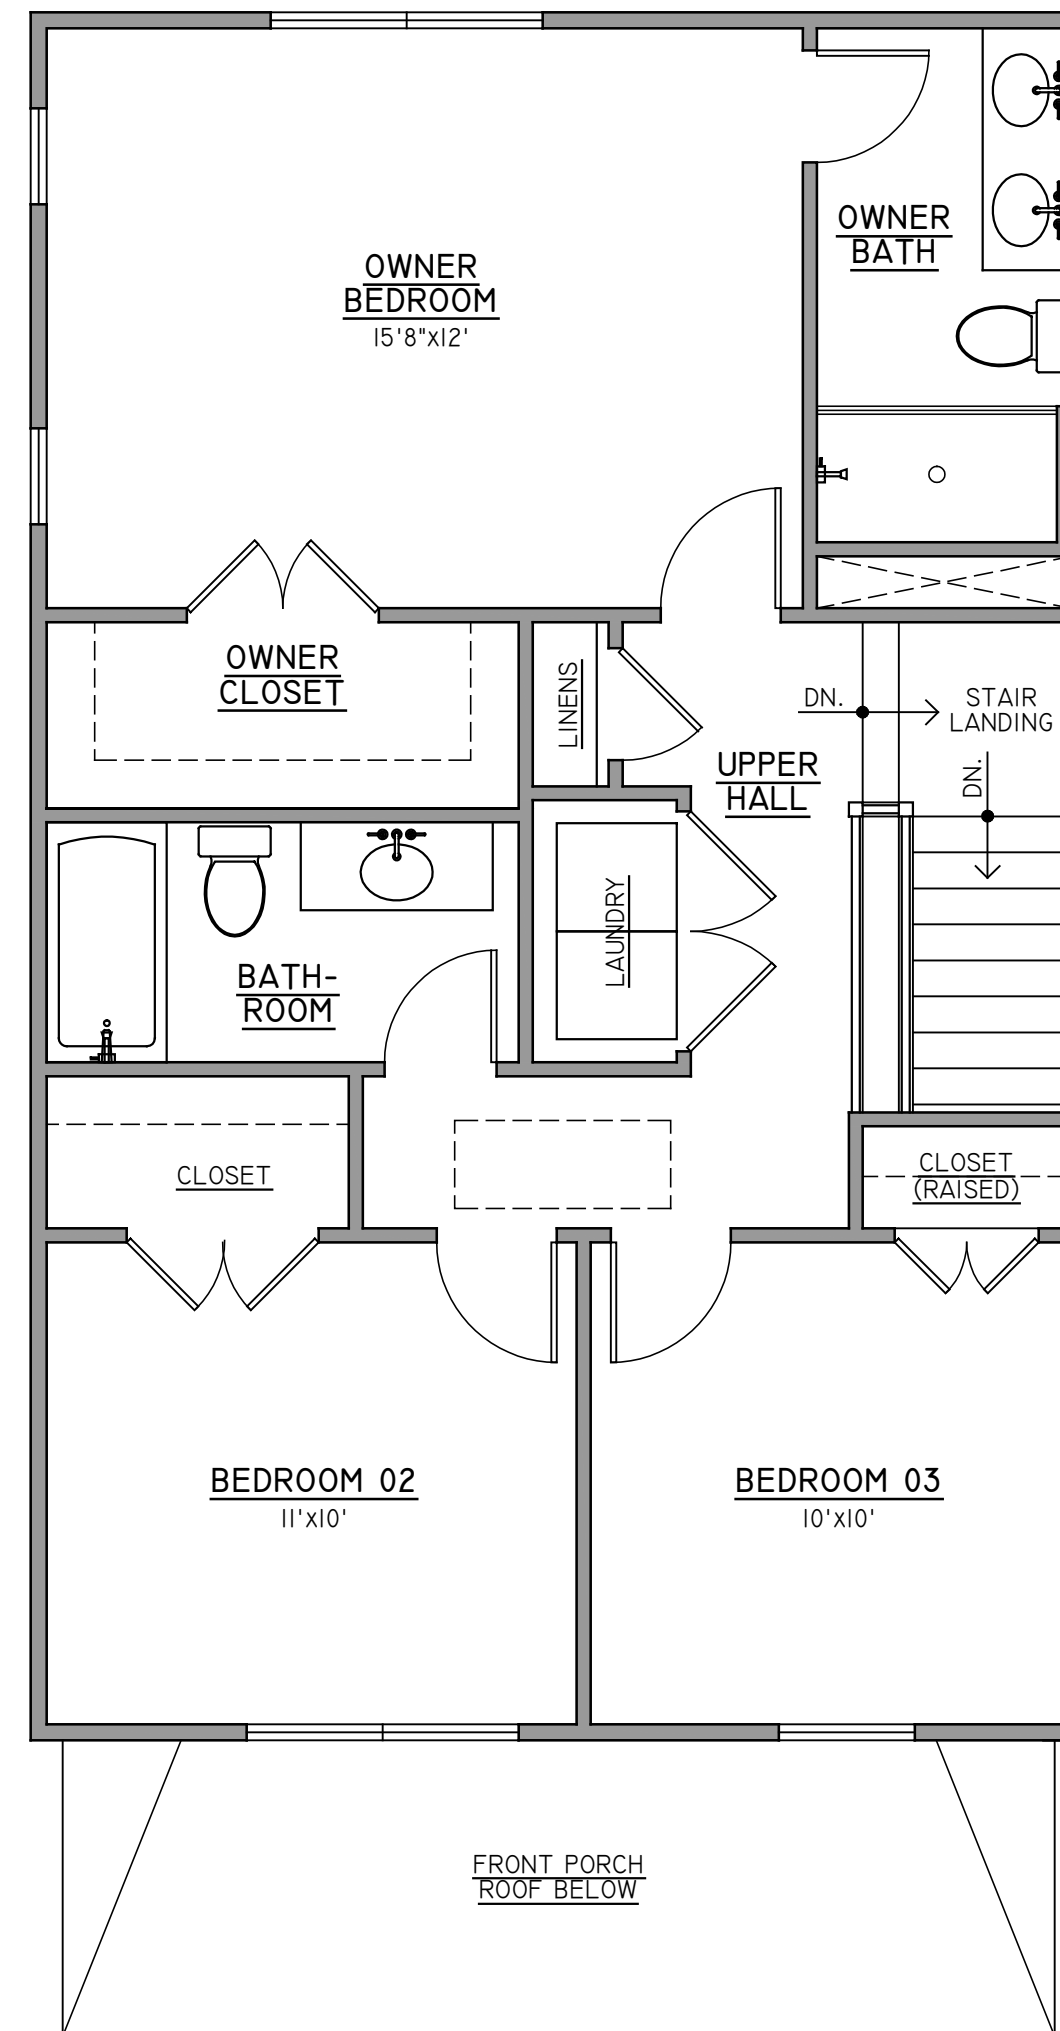 OWNER
BATH
OWNER
BEDROOM
15'8"x12'
OWNER
CLOSET
LINENS
DN.
STAIR
LANDING
UPPER
HALL
DN.
LAUNDRY
BATH-
ROOM
CLOSET
CLOSET
(RAISED)
BEDROOM 02
11'x10'
BEDROOM 03
10'x10'
FRONT PORCH
ROOF BELOW